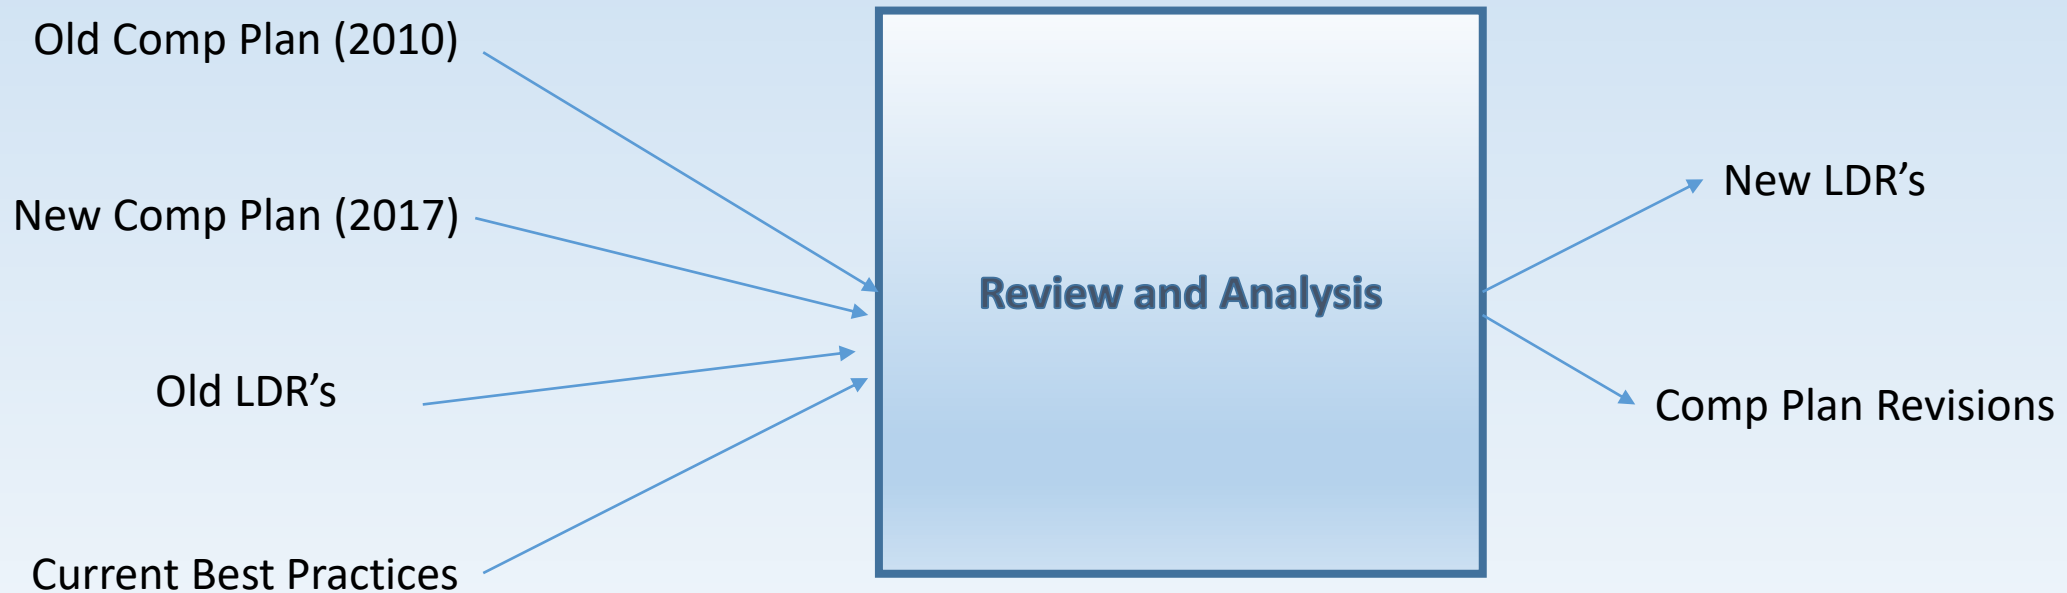 Old Comp Plan (2010)
New Comp Plan (2017)
Old LDR’s
Current Best Practices
Review and Analysis
New LDR’s
Comp Plan Revisions